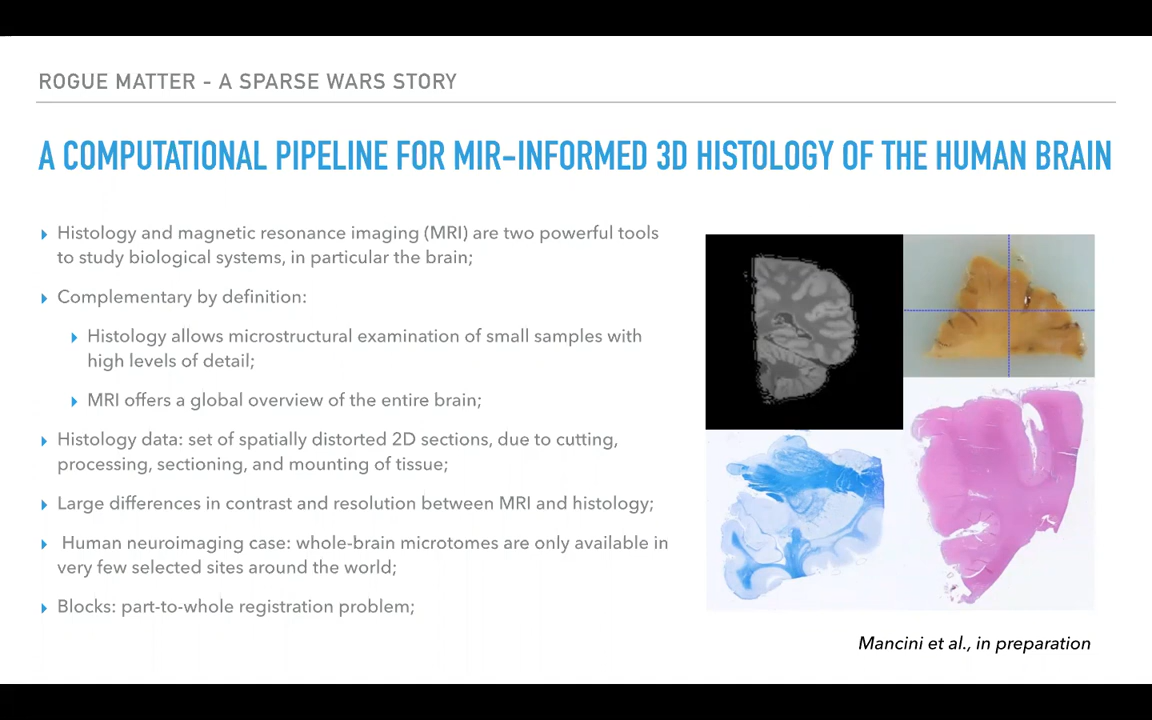 ROGUE MATTER - A SPARSE WARS STORY
A COMPUTATIONAL PIPELINE FOR MIR-INFORMED 3D HISTOLOGY OF THE HUMAN BRAIN
Histology and magnetic resonance imaging (MRI) are two powerful tools
to study biological systems, in particular the brain;
Complementary by definition:
Histology allows microstructural examination of small samples with
high levels of detail;
MRI offers a global overview of the entire brain;
Histology data: set of spatially distorted 2D sections, due to cutting,
processing, sectioning, and mounting of tissue;
Large differences in contrast and resolution between MRI and histology;
Human neuroimaging case: whole-brain microtomes are only available in
very few selected sites around the world;
Blocks: part-to-whole registration problem;
Mancini et al., in preparation